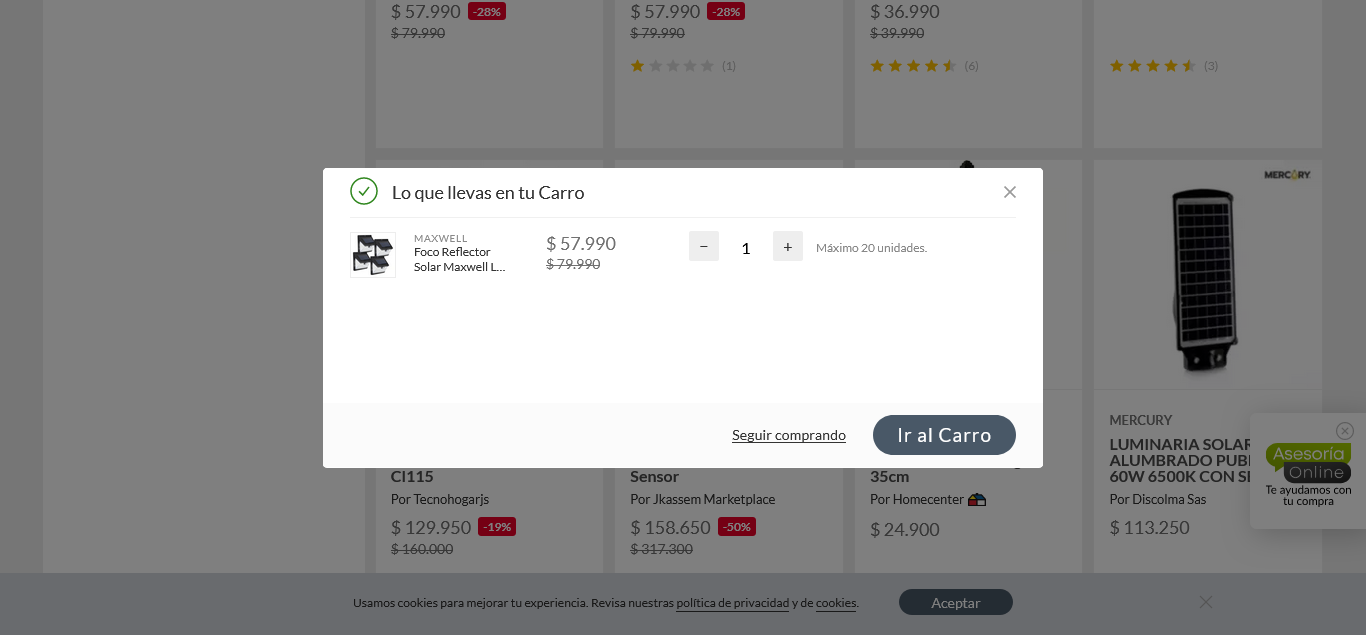 $ 57.990 -28%
$ 79.990
$ 57.990 -28%
$ 79.990
(1)
$ 36.990
$ 39.990
(6)
(3)
Lo que llevas en tu Carro
MAXWELL
Foco Reflector
Solar Maxwell L...
$ 57.990
$ 79.990
− 1 +
Máximo 20 unidades.
Seguir comprando
Ir al Carro
MERCURY
Cl115
Por Tecnohogarjs
$ 129.950 -19%
$ 160.000
Sensor
Por Jkassem Marketplace
$ 158.650 -50%
$ 317.300
35cm
Por Homecenter
$ 24.900
MERCURY
LUMINARIA SOLAR
ALUMBRADO PUB
60W 6500K CON SE
Por Discolma Sas
$ 113.250
Asesoría
Online
Te ayudamos con
tu compra
Usamos cookies para mejorar tu experiencia. Revisa nuestras política de privacidad y de cookies.
Aceptar